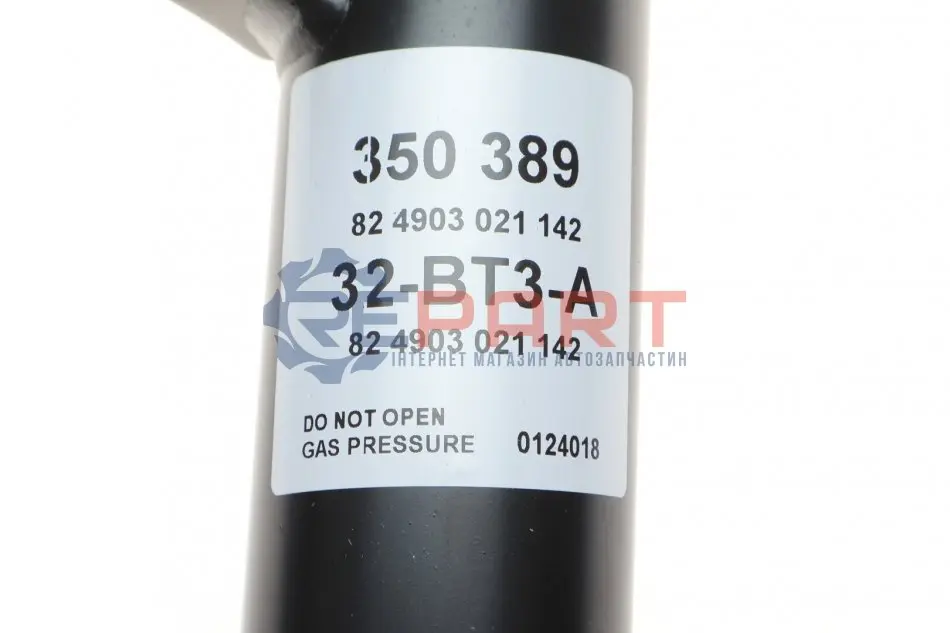 350 389
82 4903 021 142
32-BT3-A
REPART
82 4903 021 142
ІНТЕРНЕТ МАГАЗИН АВТОЗАПЧАСТИН
DO NOT OPEN
GAS PRESSURE 0124018